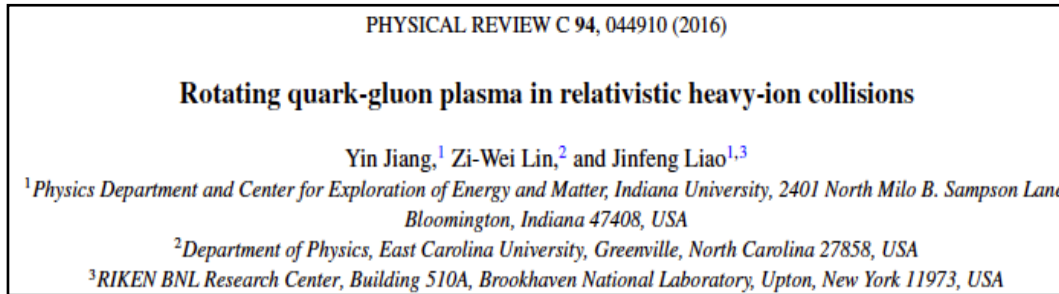 PHYSICAL REVIEW C 94, 044910 (2016)
Rotating quark-gluon plasma in relativistic heavy-ion collisions
Yin Jiang,1 Zi-Wei Lin,2 and Jinfeng Liao1,3
1Physics Department and Center for Exploration of Energy and Matter, Indiana University, 2401 North Milo B. Sampson Lane
Bloomington, Indiana 47408, USA
2Department of Physics, East Carolina University, Greenville, North Carolina 27858, USA
3RIKEN BNL Research Center, Building 510A, Brookhaven National Laboratory, Upton, New York 11973, USA